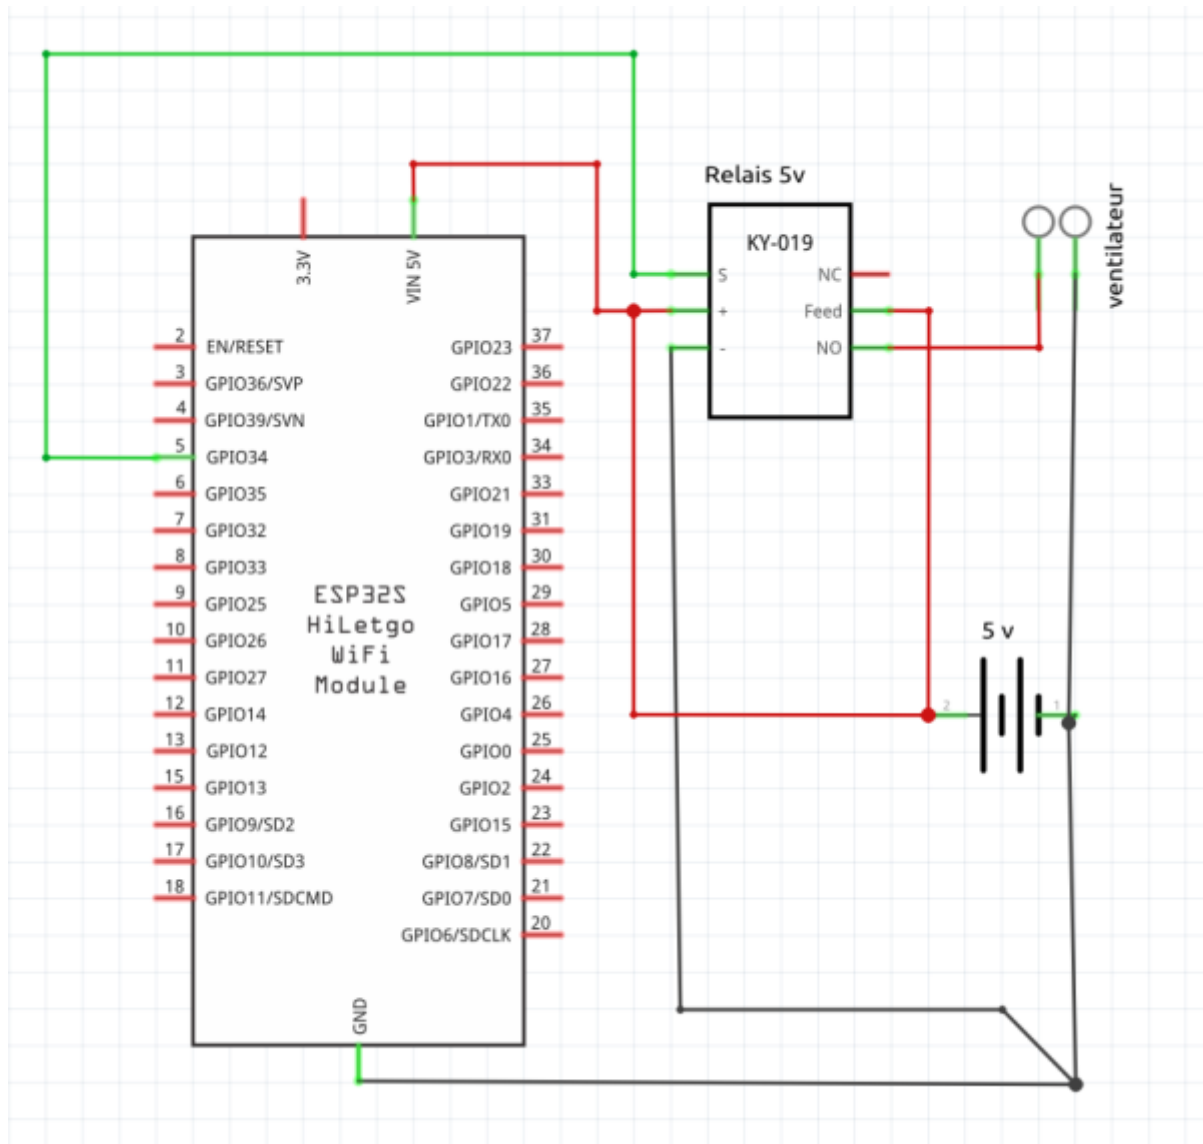 Relais 5v
ventilateur
KY-019
S
+
-
NC
Feed
NO
3.3V
VIN 5V
2 EN/RESET
3 GPIO36/SVP
4 GPIO39/SVN
5 GPIO34
6 GPIO35
7 GPIO32
8 GPIO33
9 GPIO25
10 GPIO26
11 GPIO27
12 GPIO14
13 GPIO12
15 GPIO13
16 GPIO9/SD2
17 GPIO10/SD3
18 GPIO11/SDCMD
ESP32S
HiLetgo
WiFi
Module
GPIO23 37
GPIO22 36
GPIO1/TX0 35
GPIO3/RX0 34
GPIO21 33
GPIO19 31
GPIO18 30
GPIO5 29
GPIO17 28
GPIO16 27
GPIO4 26
GPIO0 25
GPIO2 24
GPIO15 23
GPIO8/SD1 22
GPIO7/SD0 21
GPIO6/SDCLK 20
GND
5 v
2
1